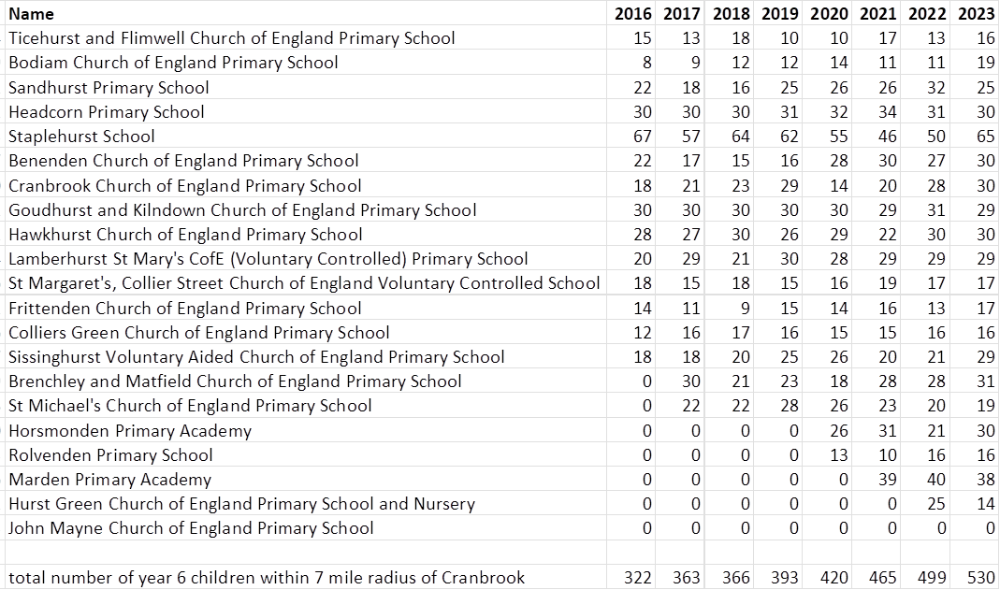 Name 2016 2017 2018 2019 2020 2021 2022 2023
Ticehurst and Flimwell Church of England Primary School 15 13 18 10 10 17 13 16
Bodiam Church of England Primary School 8 9 12 12 14 11 11 19
Sandhurst Primary School 22 18 16 25 26 26 32 25
Headcorn Primary School 30 30 30 31 32 34 31 30
Staplehurst School 67 57 64 62 55 46 50 65
Benenden Church of England Primary School 22 17 15 16 28 30 27 30
Cranbrook Church of England Primary School 18 21 23 29 14 20 28 30
Goudhurst and Kilndown Church of England Primary School 30 30 30 30 30 29 31 29
Hawkhurst Church of England Primary School 28 27 30 26 29 22 30 30
Lamberhurst St Mary's CofE (Voluntary Controlled) Primary School 20 29 21 30 28 29 29 29
St Margaret's, Collier Street Church of England Voluntary Controlled School 18 15 18 15 16 19 17 17
Frittenden Church of England Primary School 14 11 9 15 14 16 13 17
Colliers Green Church of England Primary School 12 16 17 16 15 15 16 16
Sissinghurst Voluntary Aided Church of England Primary School 18 18 20 25 26 20 21 29
Brenchley and Matfield Church of England Primary School 0 30 21 23 18 28 28 31
St Michael's Church of England Primary School 0 22 22 28 26 23 20 19
Horsmonden Primary Academy 0 0 0 0 26 31 21 30
Rolvenden Primary School 0 0 0 0 13 10 16 16
Marden Primary Academy 0 0 0 0 0 39 40 38
Hurst Green Church of England Primary School and Nursery 0 0 0 0 0 0 25 14
John Mayne Church of England Primary School 0 0 0 0 0 0 0 0
total number of year 6 children within 7 mile radius of Cranbrook 322 363 366 393 420 465 499 530